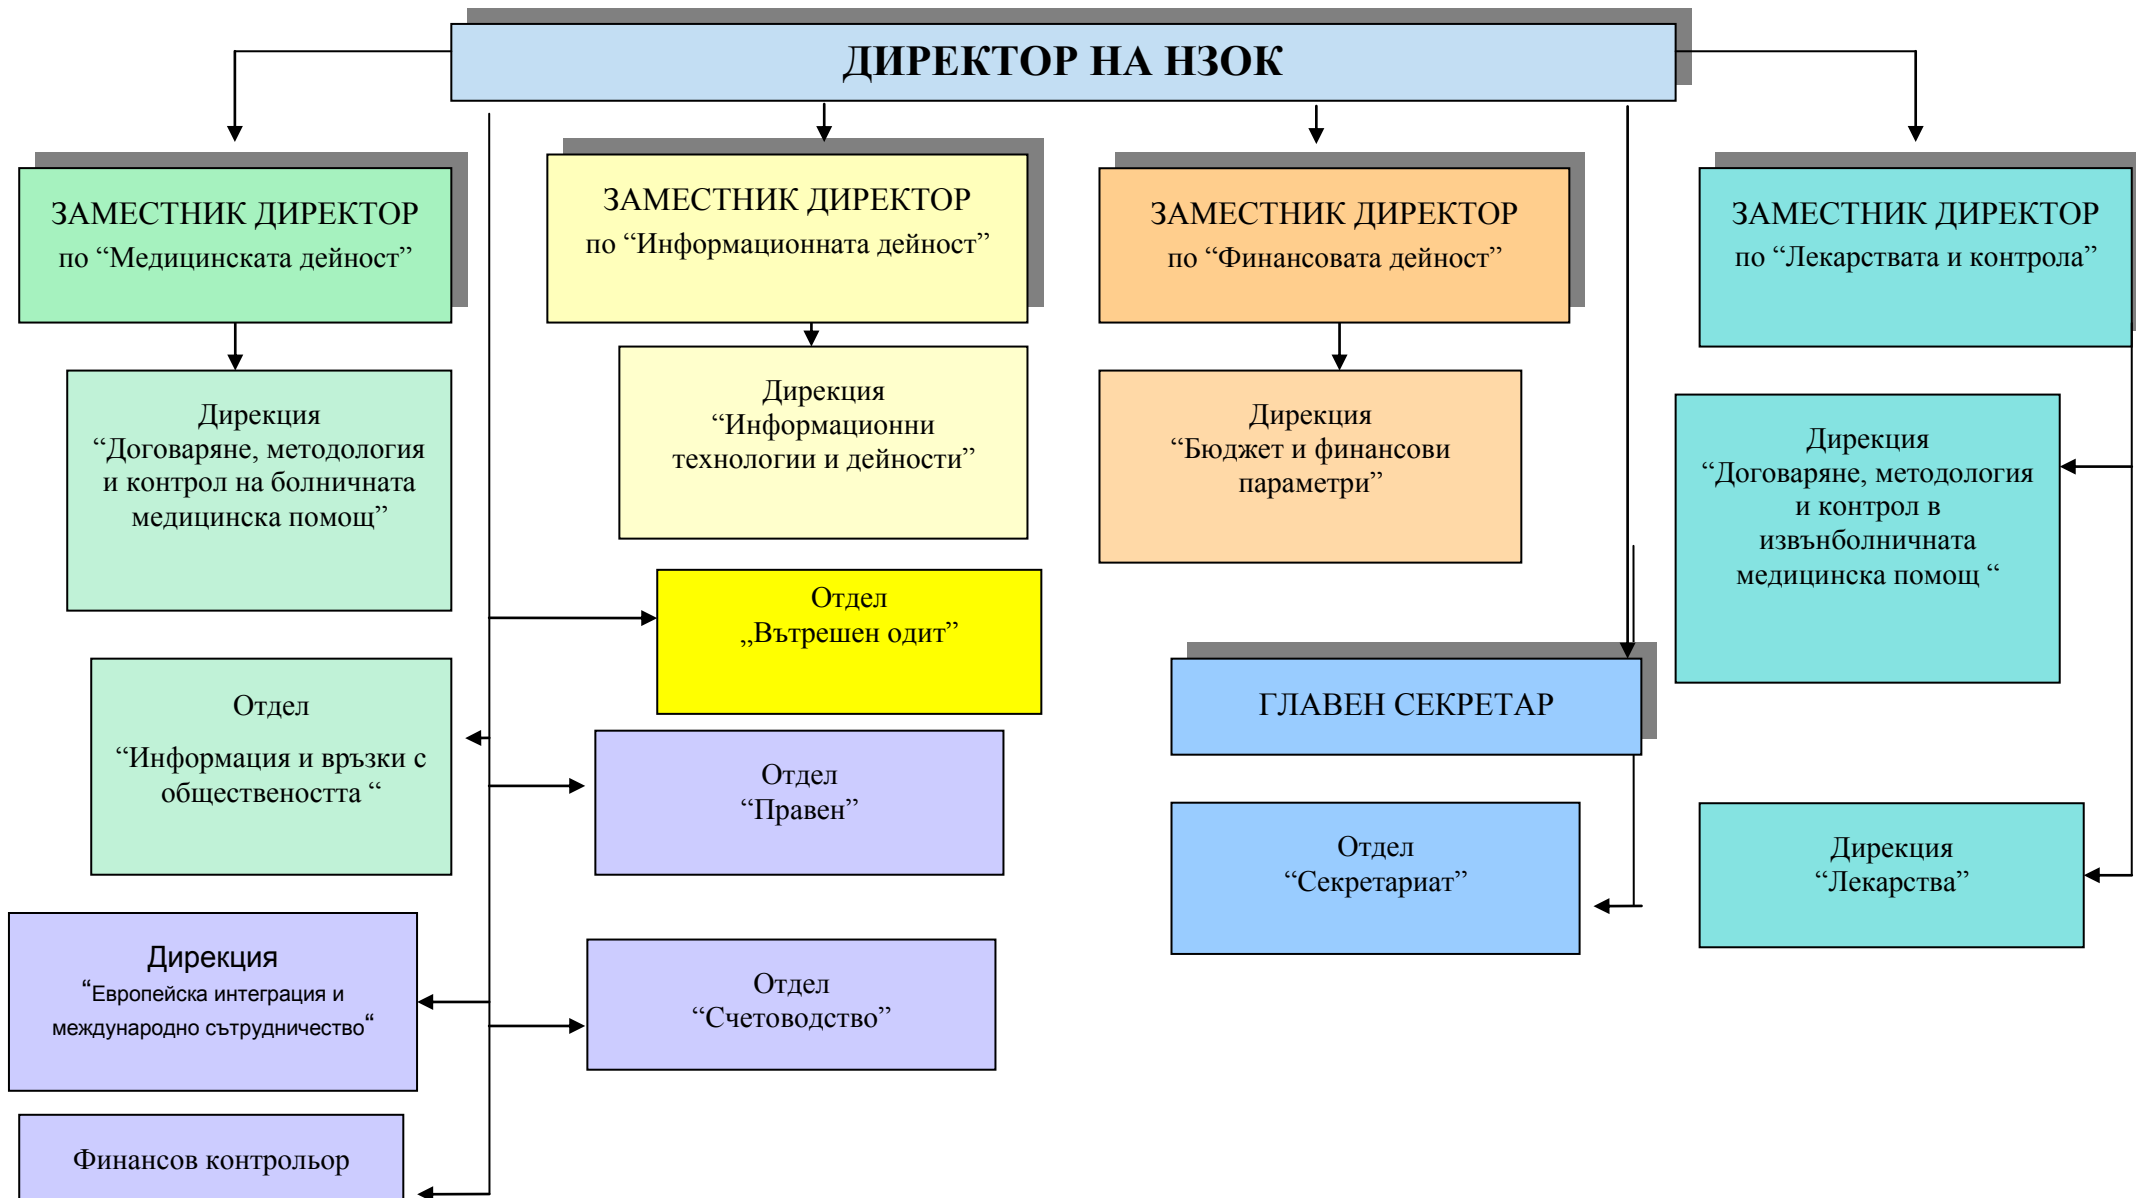 ДИРЕКТОР НА НЗОК
ЗАМЕСТНИК ДИРЕКТОР
по “Медицинската дейност”
ЗАМЕСТНИК ДИРЕКТОР
по “Информационната дейност”
ЗАМЕСТНИК ДИРЕКТОР
по “Финансовата дейност”
ЗАМЕСТНИК ДИРЕКТОР
по “Лекарствата и контрола”
Дирекция
“Договаряне, методология
и контрол на болничната
медицинска помощ”
Дирекция
“Информационни
технологии и дейности”
Дирекция
“Бюджет и финансови
параметри”
Дирекция
“Договаряне, методология
и контрол в
извънболничната
медицинска помощ “
Отдел
„Вътрешен одит”
Отдел
“Информация и връзки с
обществеността “
Отдел
“Правен”
ГЛАВЕН СЕКРЕТАР
Отдел
“Секретариат”
Дирекция
“Лекарства”
Дирекция
“Европейска интеграция и
международно сътрудничество“
Отдел
“Счетоводство”
Финансов контрольор